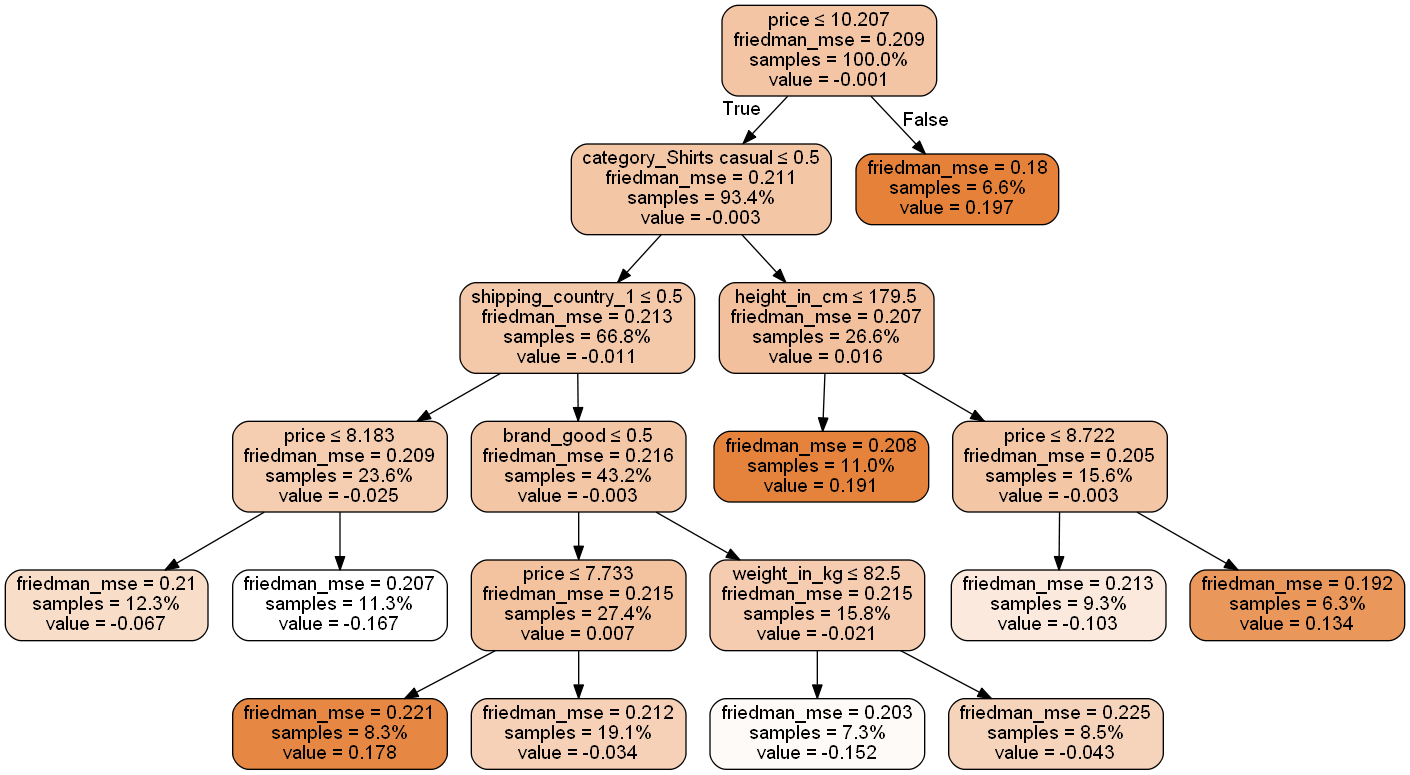 price ≤ 10.207
friedman_mse = 0.209
samples = 100.0%
value = -0.001
True
False
category_Shirts casual ≤ 0.5
friedman_mse = 0.211
samples = 93.4%
value = -0.003
friedman_mse = 0.18
samples = 6.6%
value = 0.197
shipping_country_1 ≤ 0.5
friedman_mse = 0.213
samples = 66.8%
value = -0.011
height_in_cm ≤ 179.5
friedman_mse = 0.207
samples = 26.6%
value = 0.016
price ≤ 8.183
friedman_mse = 0.209
samples = 23.6%
value = -0.025
brand_good ≤ 0.5
friedman_mse = 0.216
samples = 43.2%
value = -0.003
friedman_mse = 0.208
samples = 11.0%
value = 0.191
price ≤ 8.722
friedman_mse = 0.205
samples = 15.6%
value = -0.003
friedman_mse = 0.21
samples = 12.3%
value = -0.067
friedman_mse = 0.207
samples = 11.3%
value = -0.167
price ≤ 7.733
friedman_mse = 0.215
samples = 27.4%
value = 0.007
weight_in_kg ≤ 82.5
friedman_mse = 0.215
samples = 15.8%
value = -0.021
friedman_mse = 0.213
samples = 9.3%
value = -0.103
friedman_mse = 0.192
samples = 6.3%
value = 0.134
friedman_mse = 0.221
samples = 8.3%
value = 0.178
friedman_mse = 0.212
samples = 19.1%
value = -0.034
friedman_mse = 0.203
samples = 7.3%
value = -0.152
friedman_mse = 0.225
samples = 8.5%
value = -0.043